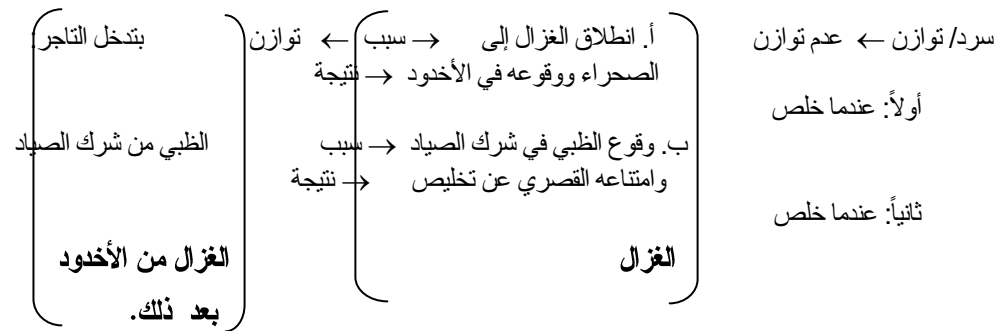 سرد/ توازن ← عدم توازن أ. انطلاق الغزال إلى → سبب ← توازن بتدخل التاجر:
الصحراء ووقوعه في الأخدود → نتيجة
أولاً: عندما خلص
ب. وقوع الظبي في شرك الصياد → سبب الظبي من شرك الصياد
وامتناعه القصري عن تخليص → نتيجة
ثانياً: عندما خلص
الغزال الغزال من الأخدود
بعد ذلك.